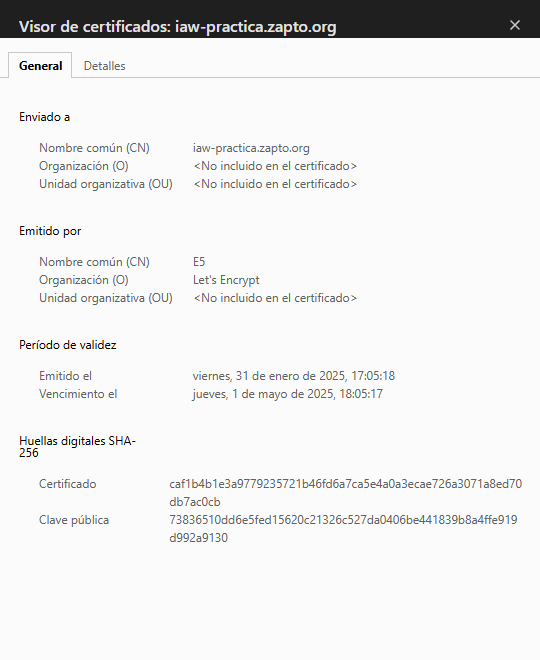 Visor de certificados: iaw-practica.zapto.org
General Detalles
Enviado a
Nombre común (CN) iaw-practica.zapto.org
Organización (O) <No incluido en el certificado>
Unidad organizativa (OU) <No incluido en el certificado>
Emitido por
Nombre común (CN) E5
Organización (O) Let's Encrypt
Unidad organizativa (OU) <No incluido en el certificado>
Período de validez
Emitido el viernes, 31 de enero de 2025, 17:05:18
Vencimiento el jueves, 1 de mayo de 2025, 18:05:17
Huellas digitales SHA-
256
Certificado caf1b4b1e3a9779235721b46fd6a7ca5e4a0a3ecae726a3071a8ed70
db7ac0cb
Clave pública 73836510dd6e5fed15620c21326c527da0406be441839b8a4ffe919
d992a9130